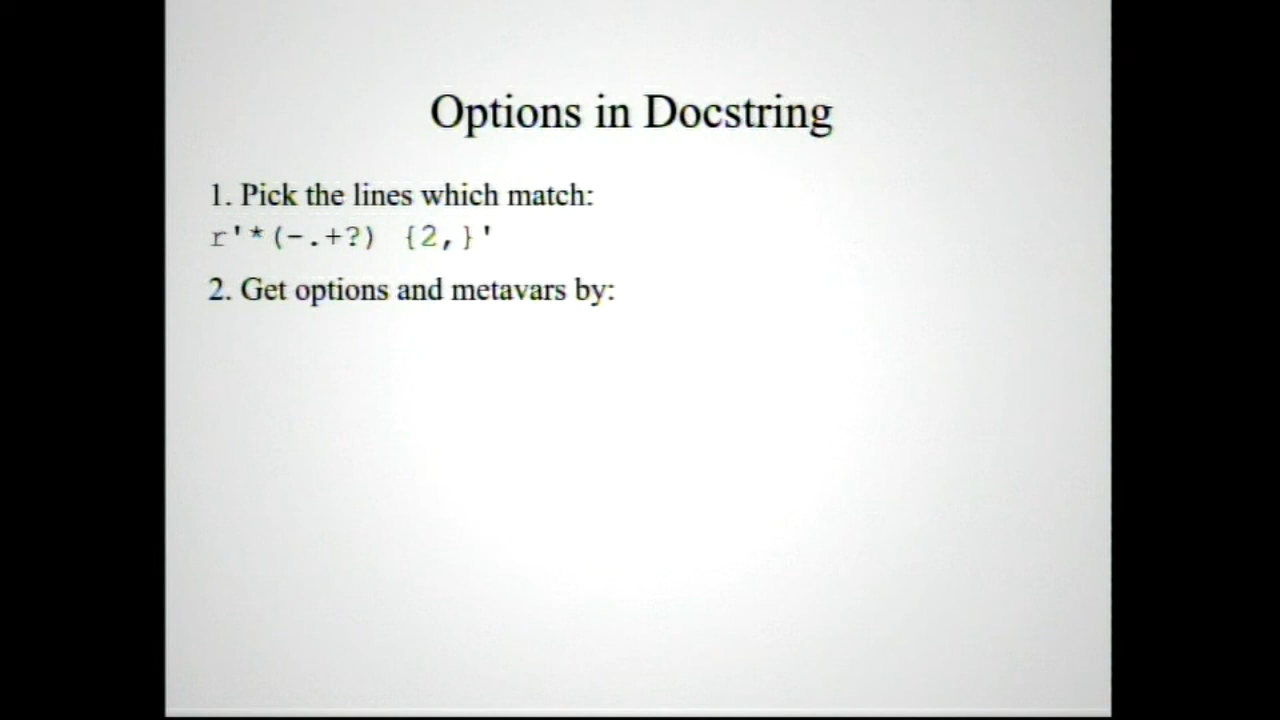 Options in Docstring
1. Pick the lines which match:
r'*(-.+?) {2,}'
2. Get options and metavars by: